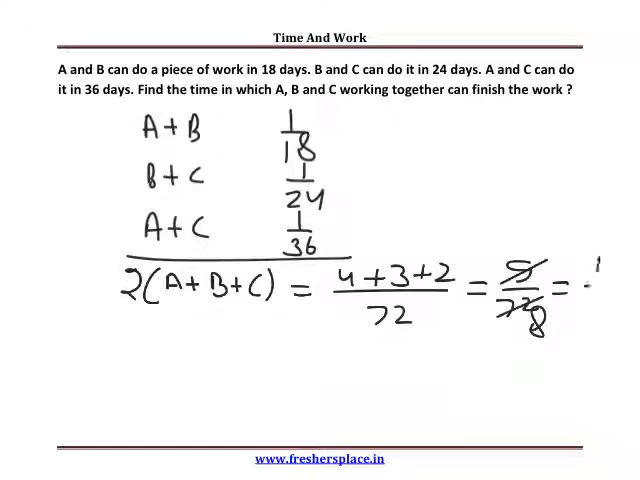 Time And Work
A and B can do a piece of work in 18 days. B and C can do it in 24 days. A and C can do
it in 36 days. Find the time in which A, B and C working together can finish the work ?
A + B 1/18
B + C 1/24
A + C 1/36
2(A + B + C) = 4 + 3 + 2/72 = 9/72 8 = 1
www.freshersplace.in